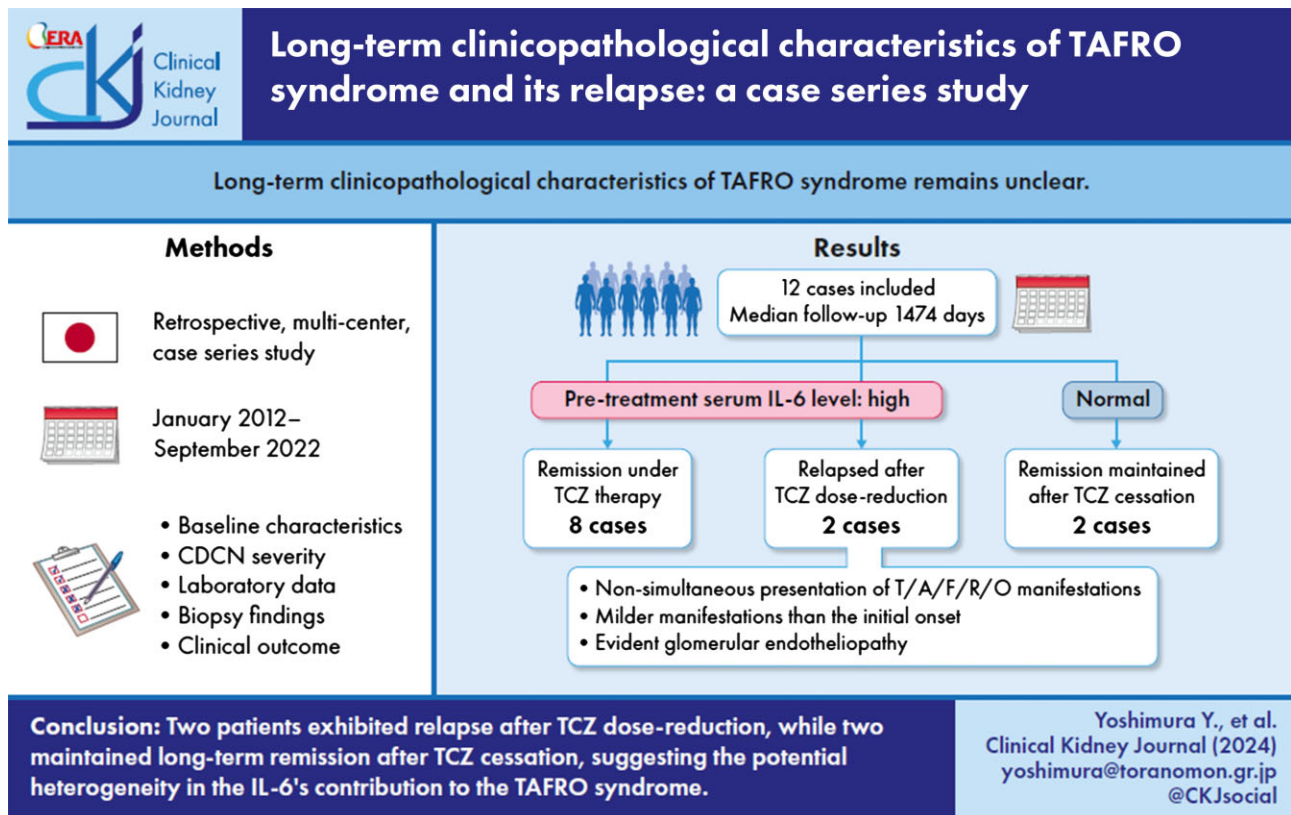 ERA
CKJ
Clinical
Kidney
Journal
Long-term clinicopathological characteristics of TAFRO
syndrome and its relapse: a case series study
Long-term clinicopathological characteristics of TAFRO syndrome remains unclear.
Methods
Retrospective, multi-center,
case series study
January 2012–
September 2022
• Baseline characteristics
• CDCN severity
• Laboratory data
• Biopsy findings
• Clinical outcome
Results
12 cases included
Median follow-up 1474 days
Pre-treatment serum IL-6 level: high
Normal
Remission under
TCZ therapy
8 cases
Relapsed after
TCZ dose-reduction
2 cases
Remission maintained
after TCZ cessation
2 cases
• Non-simultaneous presentation of T/A/F/R/O manifestations
• Milder manifestations than the initial onset
• Evident glomerular endotheliopathy
Conclusion: Two patients exhibited relapse after TCZ dose-reduction, while two
maintained long-term remission after TCZ cessation, suggesting the potential
heterogeneity in the IL-6's contribution to the TAFRO syndrome.
Yoshimura Y., et al.
Clinical Kidney Journal (2024)
yoshimura@toranomon.gr.jp
@CKJsocial